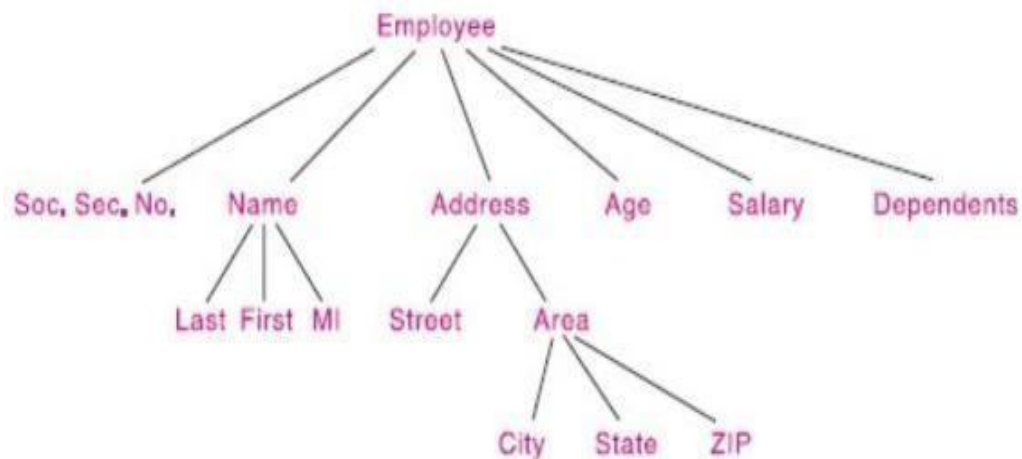 Employee
Soc, Sec, No, Name Address Age Salary Dependents
Last First MI Street Area
City State ZIP